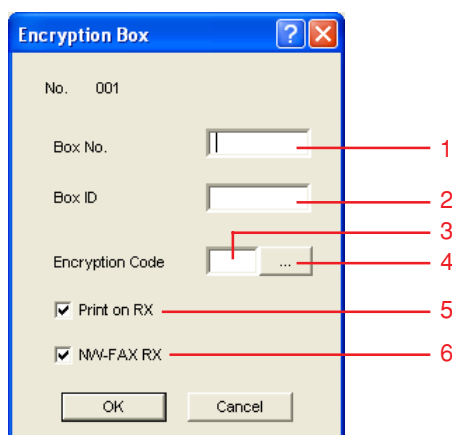 Encryption Box
No. 001
Box No. 1
Box ID 2
3
Encryption Code ... 4
Print on RX 5
NW-FAX RX 6
OK Cancel